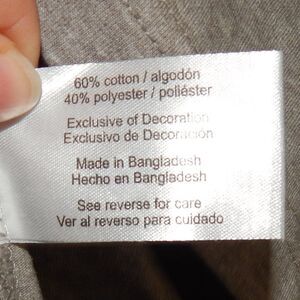 60% cotton / algodón
40% polyester / poliéster
Exclusive of Decoration
Exclusivo de Decoración
Made in Bangladesh
Hecho en Bangladesh
See reverse for care
Ver al reverso para cuidado